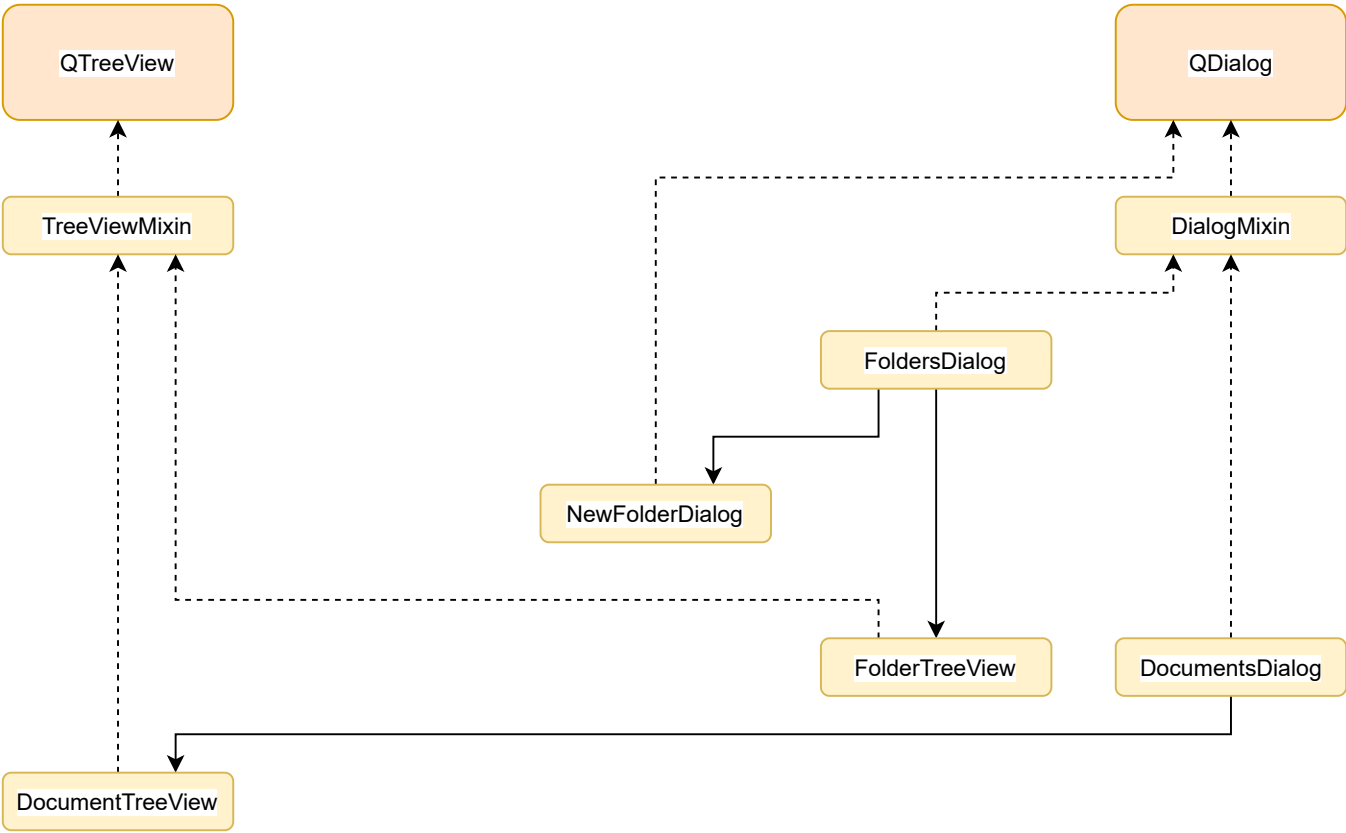 QTreeView
QDialog
TreeViewMixin
DialogMixin
FoldersDialog
NewFolderDialog
FolderTreeView
DocumentsDialog
DocumentTreeView